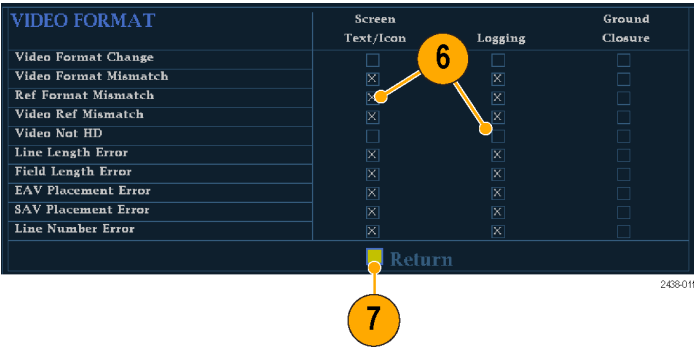 VIDEO FORMAT
Screen Text/Icon
Logging
Ground Closure
Video Format Change
Video Format Mismatch
Ref Format Mismatch
Video Ref Mismatch
Video Not HD
Line Length Error
Field Length Error
EAV Placement Error
SAV Placement Error
Line Number Error
6
Return
7